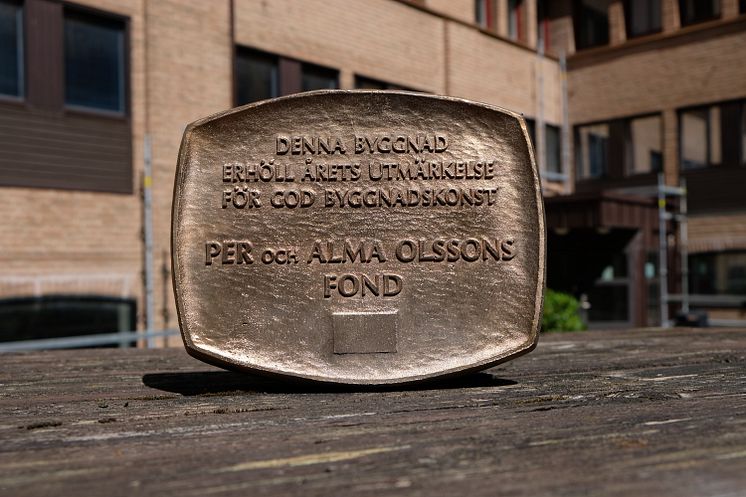 DENNA BYGGNAD
ERHÖLL ÅRETS UTMÄRKELSE
FÖR GOD BYGGNADSKONST
PER OCH ALMA OLSSONS
FOND